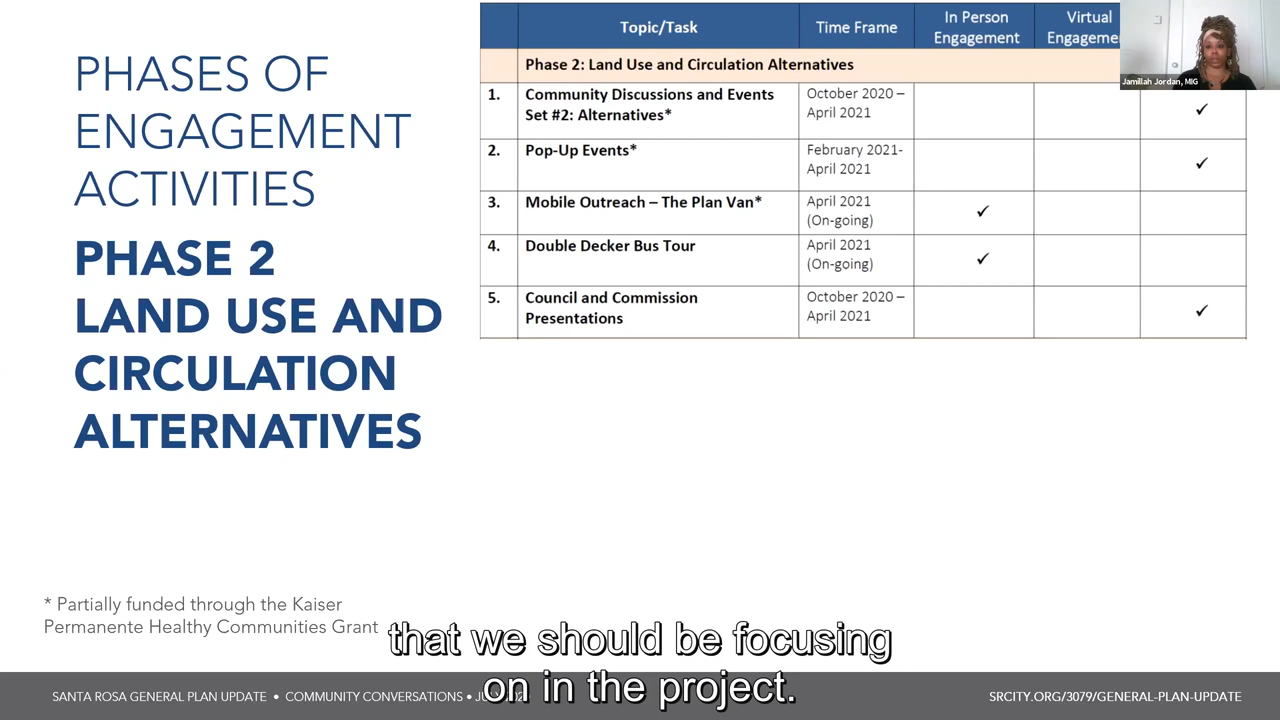 PHASES OF
ENGAGEMENT
ACTIVITIES
PHASE 2
LAND USE AND
CIRCULATION
ALTERNATIVES
Topic/Task
Time Frame
In Person
Engagement
Virtual
Jamillah Jordan, MIG
Phase 2: Land Use and Circulation Alternatives
1.
Community Discussions and Events
Set #2: Alternatives*
October 2020 –
April 2021
✓
2.
Pop-Up Events*
February 2021-
April 2021
✓
3.
Mobile Outreach – The Plan Van*
April 2021
(On-going)
✓
4.
Double Decker Bus Tour
April 2021
(On-going)
✓
5.
Council and Commission
Presentations
October 2020 –
April 2021
✓
* Partially funded through the Kaiser
Permanente Healthy Communities Grant
that we should be focusing
on in the project.
SANTA ROSA GENERAL PLAN UPDATE • COMMUNITY CONVERSATIONS •
SRCITY.ORG/3079/GENERAL-PLAN-UPDATE